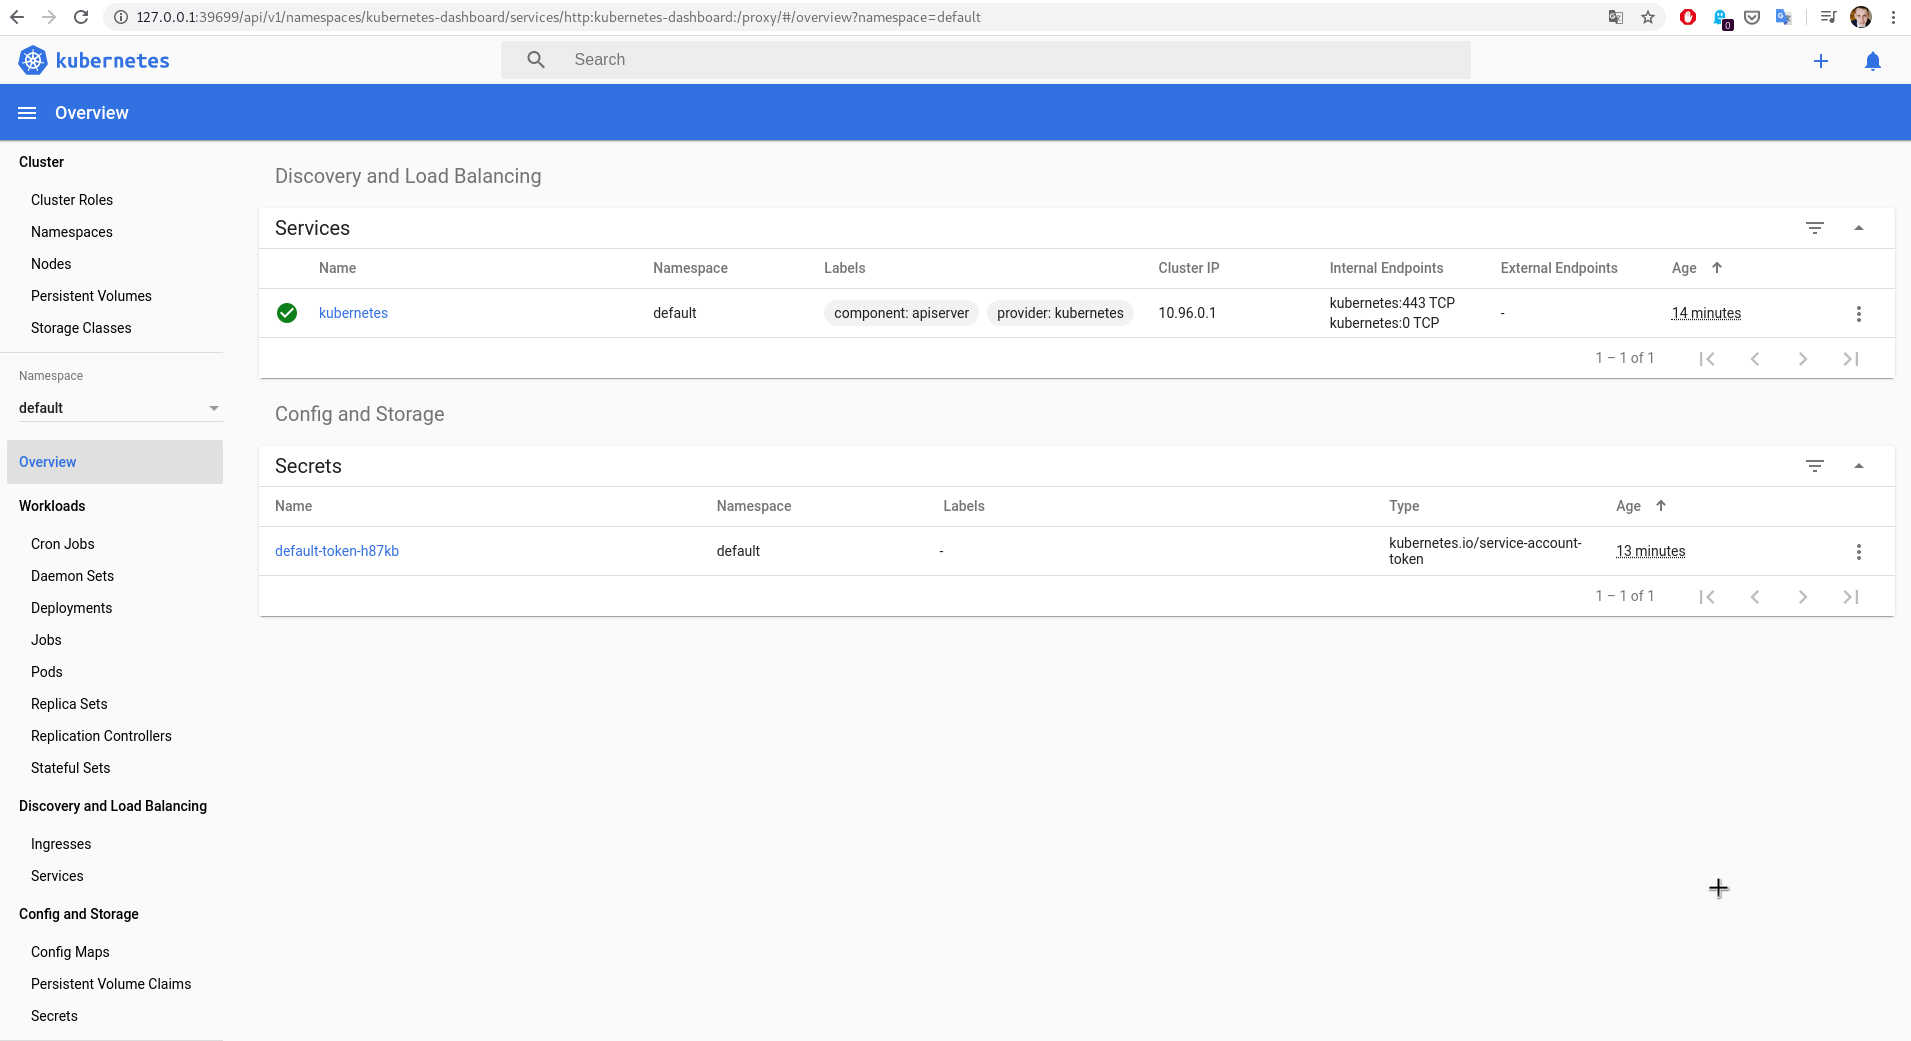 127.0.0.1:39699/api/v1/namespaces/kubernetes-dashboard/services/http:kubernetes-dashboard:/proxy/#/overview?namespace=default
0
kubernetes
Search
Overview
Cluster
Cluster Roles
Namespaces
Nodes
Persistent Volumes
Storage Classes
Namespace
default
Overview
Workloads
Cron Jobs
Daemon Sets
Deployments
Jobs
Pods
Replica Sets
Replication Controllers
Stateful Sets
Discovery and Load Balancing
Ingresses
Services
Config and Storage
Config Maps
Persistent Volume Claims
Secrets
Discovery and Load Balancing
Services
Name Namespace Labels Cluster IP Internal Endpoints External Endpoints Age
kubernetes default component: apiserver provider: kubernetes 10.96.0.1 kubernetes:443 TCP - 14 minutes
kubernetes:0 TCP
1 – 1 of 1
Config and Storage
Secrets
Name Namespace Labels Type Age
default-token-h87kb default - kubernetes.io/service-account- 13 minutes
token
1 – 1 of 1